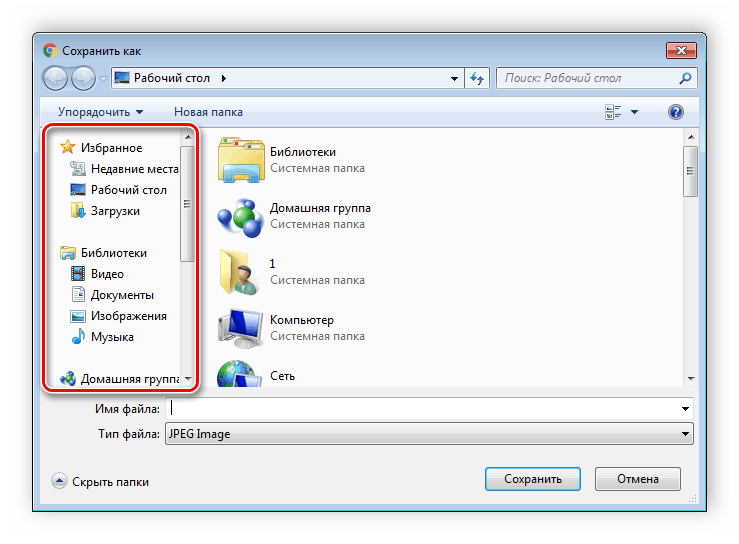 Сохранить как
Рабочий стол
Поиск: Рабочий стол
Упорядочить
Новая папка
Избранное
Недавние места
Рабочий стол
Загрузки
Библиотеки
Видео
Документы
Изображения
Музыка
Домашняя группа
Библиотеки
Системная папка
Домашняя группа
Системная папка
1
Системная папка
Компьютер
Системная папка
Сеть
Имя файла:
Тип файла:
JPEG Image
Скрыть папки
Сохранить
Отмена